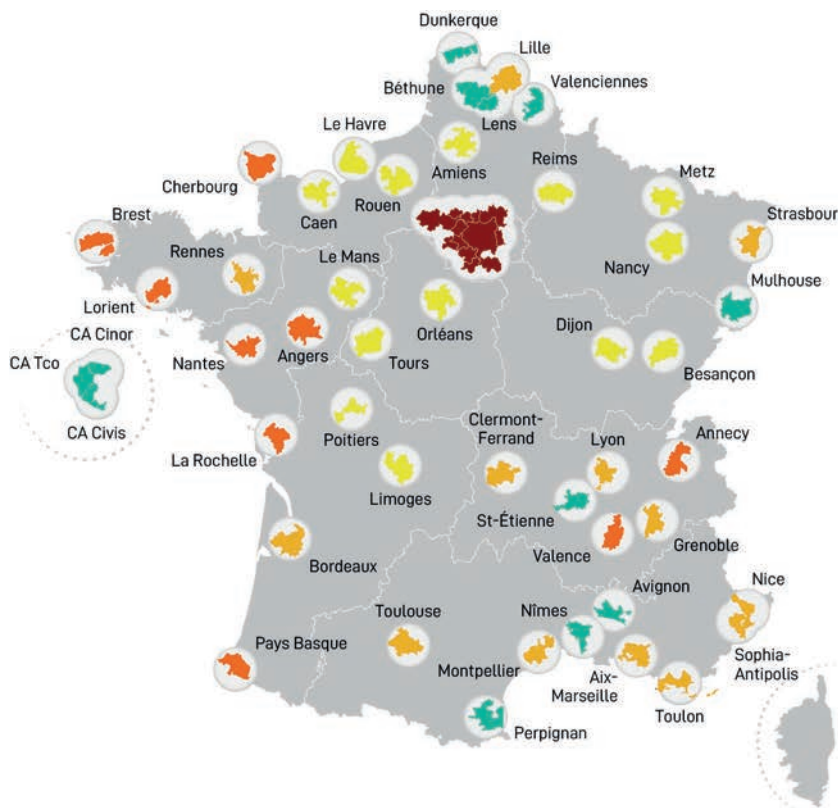 Dunkerque
Lille
Béthune
Valenciennes
Lens
Le Havre
Amiens
Reims
Metz
Cherbourg
Caen
Rouen
Strasbour
Brest
Rennes
Le Mans
Nancy
Mulhouse
Lorient
Orléans
Dijon
CA Cinor
Nantes
Angers
Tours
Besançon
CA Tco
CA Civis
Poitiers
Clermont-
Ferrand
Lyon
Annecy
La Rochelle
Limoges
St-Étienne
Valence
Grenoble
Bordeaux
Avignon
Nice
Toulouse
Nîmes
Pays Basque
Montpellier
Aix-
Marseille
Sophia-
Antipolis
Toulon
Perpignan